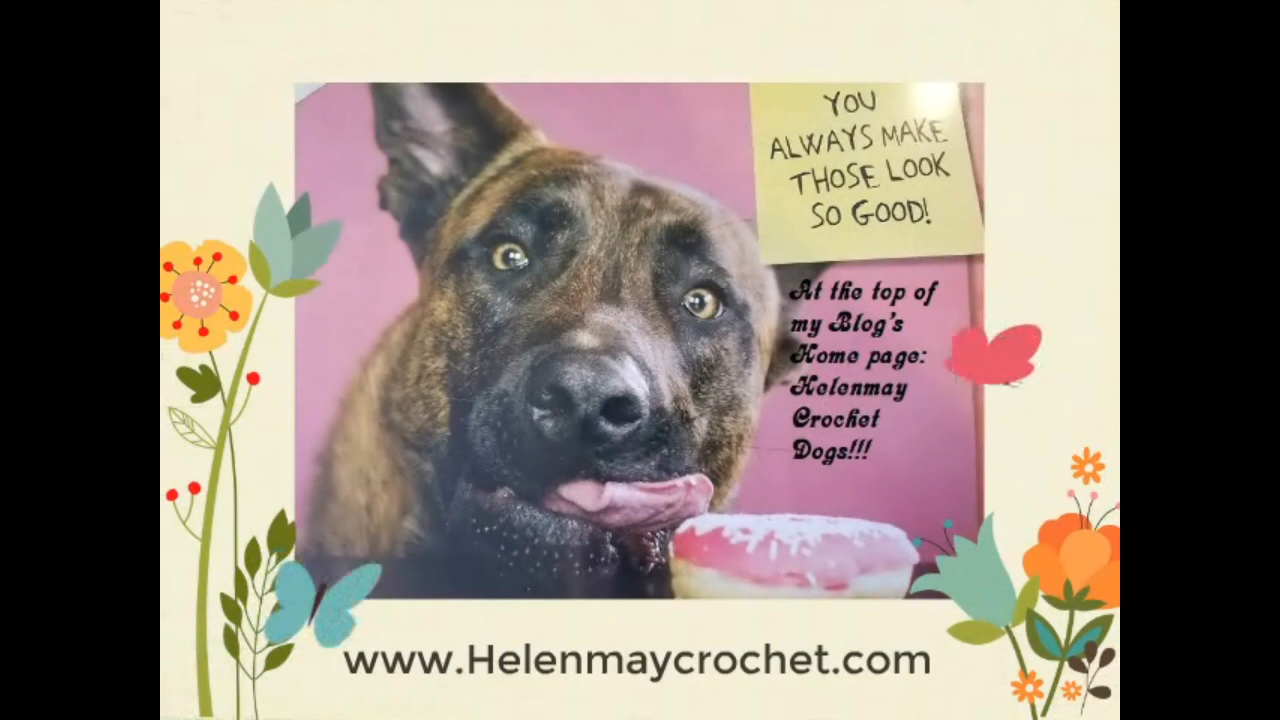 YOU
ALWAYS MAKE
THOSE LOOK
SO GOOD!
At the top of
my Blog's
Home page:
Helenmay
Crochet
Dogs!!!
www.Helenmaycrochet.com